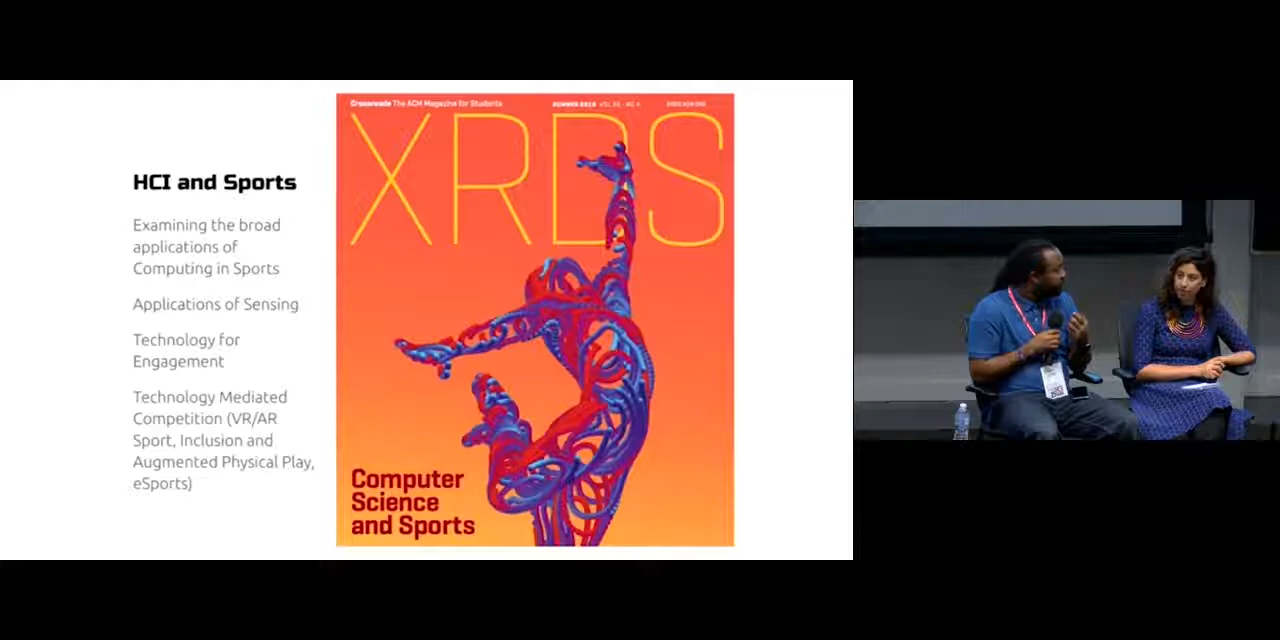 HCI and Sports
Examining the broad
applications of
Computing in Sports
Applications of Sensing
Technology for
Engagement
Technology Mediated
Competition (VR/AR
Sport, Inclusion and
Augmented Physical Play,
eSports)
Crossroads The ACM Magazine for Students
XRDS
Computer
Science
and Sports